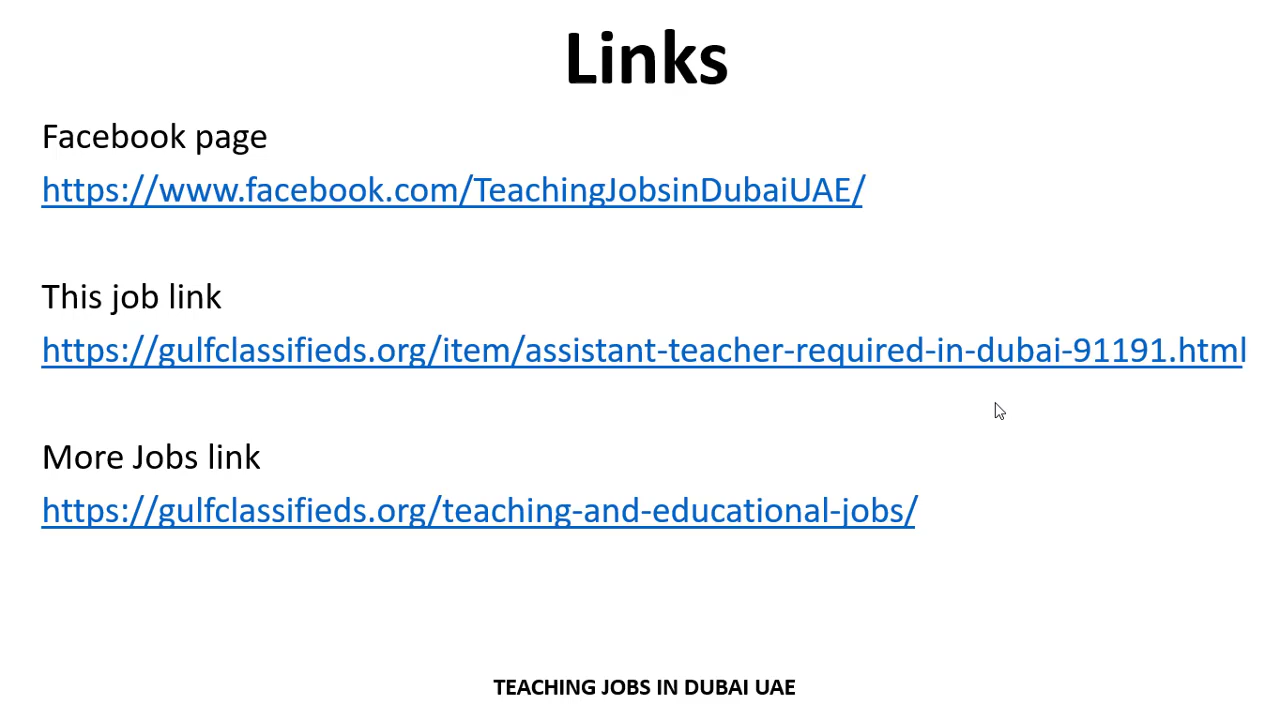 Links
Facebook page
https://www.facebook.com/TeachingJobsinDubaiUAE/
This job link
https://gulfclassifieds.org/item/assistant-teacher-required-in-dubai-91191.html
More Jobs link
https://gulfclassifieds.org/teaching-and-educational-jobs/
TEACHING JOBS IN DUBAI UAE